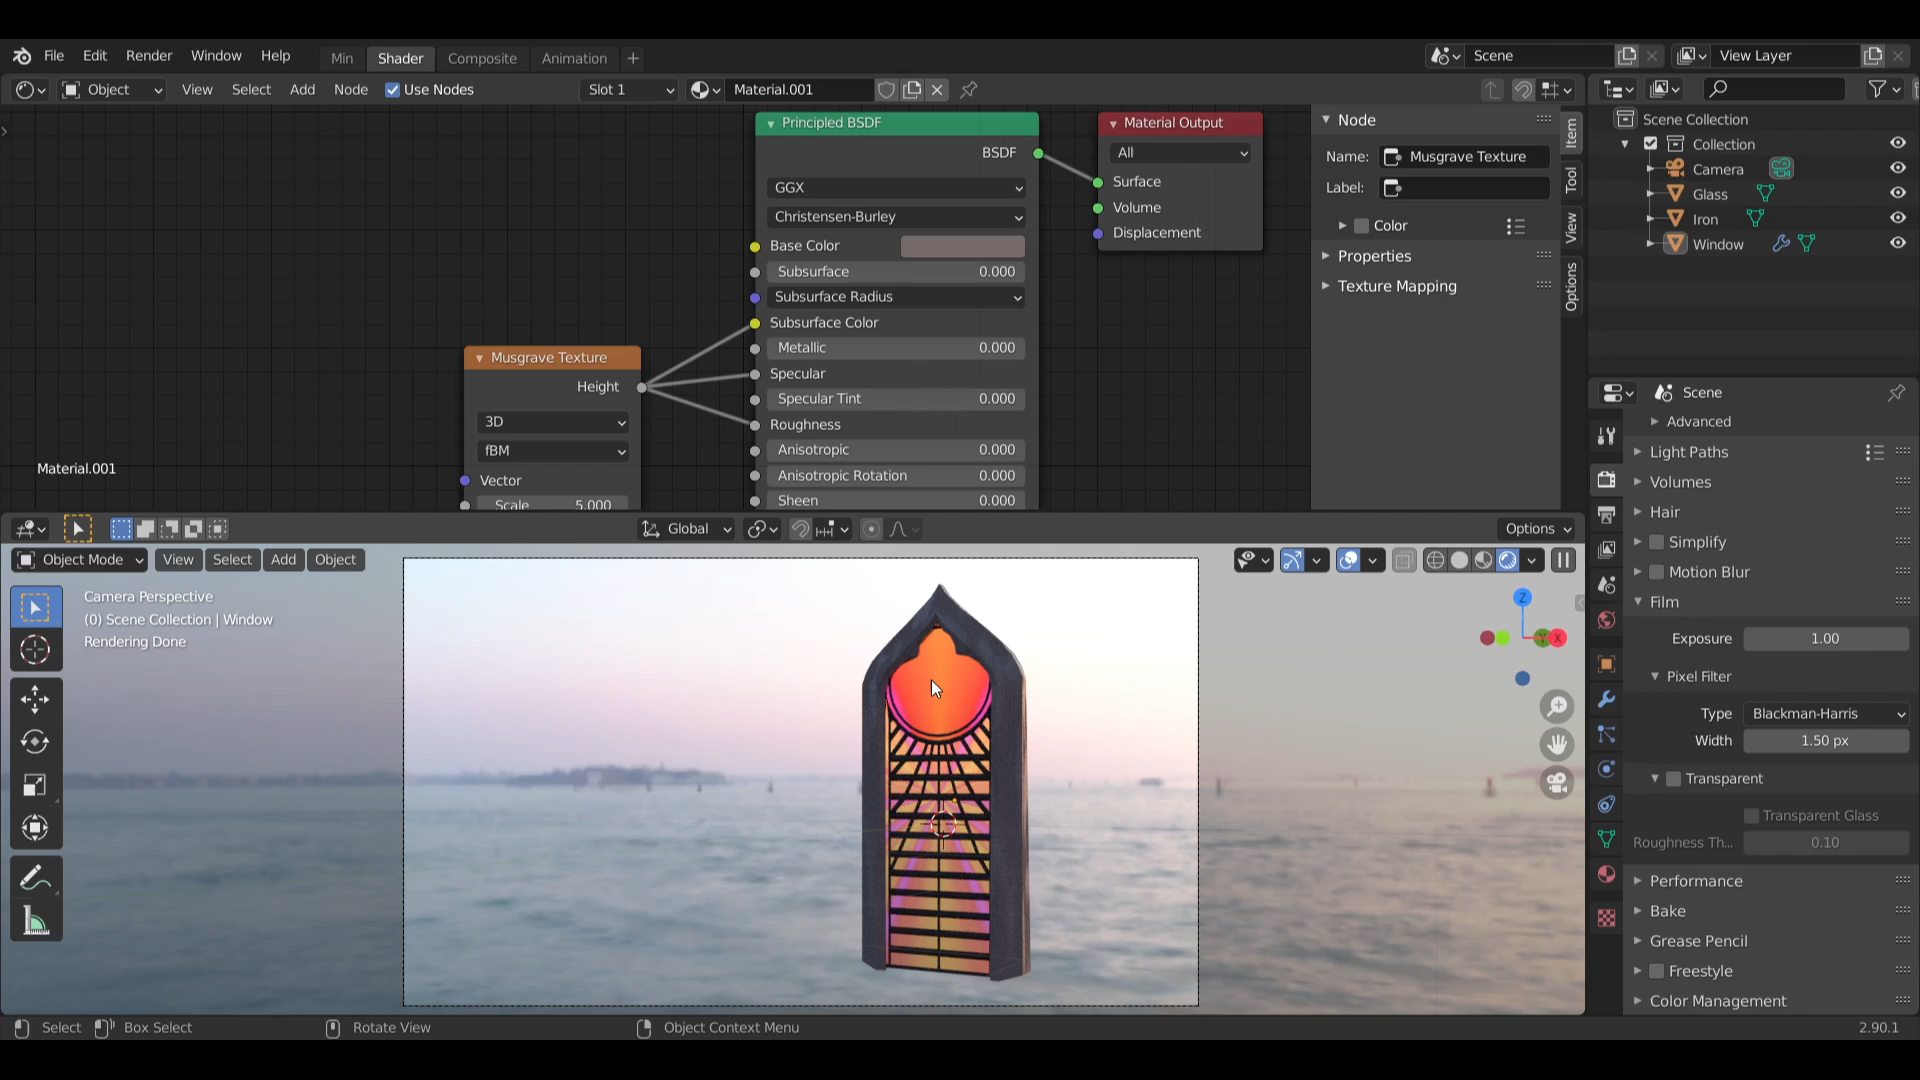 File Edit Render Window Help Min Shader Composite Animation Scene View Layer
Object View Select Add Node Use Nodes Slot 1 Material.001
Principled BSDF
BSDF
GGX
Christensen-Burley
Base Color
Subsurface 0.000
Subsurface Radius
Subsurface Color
Metallic 0.000
Specular
Specular Tint 0.000
Roughness
Anisotropic 0.000
Anisotropic Rotation 0.000
Sheen 0.000
Material Output
All
Surface
Volume
Displacement
Musgrave Texture
Height
3D
fBM
Vector
Scale 5.000
Material.001
Node
Name: Musgrave Texture
Label:
Color
Properties
Texture Mapping
Item
Tool
View
Options
Scene Collection
Collection
Camera
Glass
Iron
Window
Scene
Advanced
Light Paths
Volumes
Hair
Simplify
Motion Blur
Film
Exposure 1.00
Pixel Filter
Type Blackman-Harris
Width 1.50 px
Transparent
Transparent Glass
Roughness Th... 0.10
Performance
Bake
Grease Pencil
Freestyle
Color Management
Global Options
Object Mode View Select Add Object
Camera Perspective
(0) Scene Collection | Window
Rendering Done
Z
Y
X
Select Box Select Rotate View Object Context Menu 2.90.1